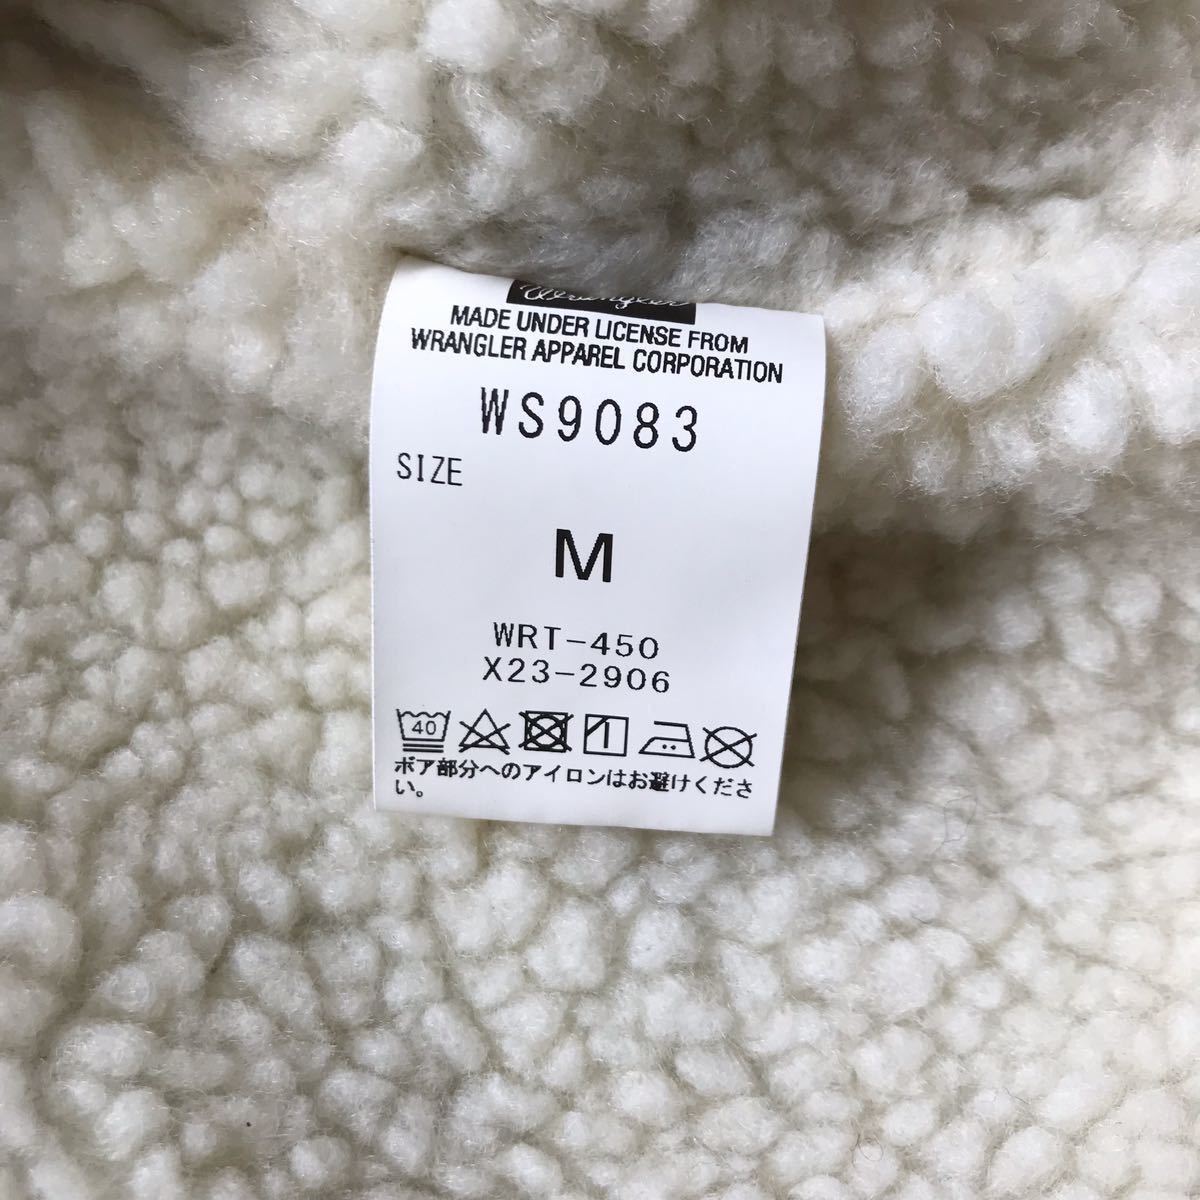 Wrangler
MADE UNDER LICENSE FROM
WRANGLER APPAREL CORPORATION
WS9083
SIZE
M
WRT-450
X23-2906
40
ボア部分へのアイロンはお避けくださ
い。